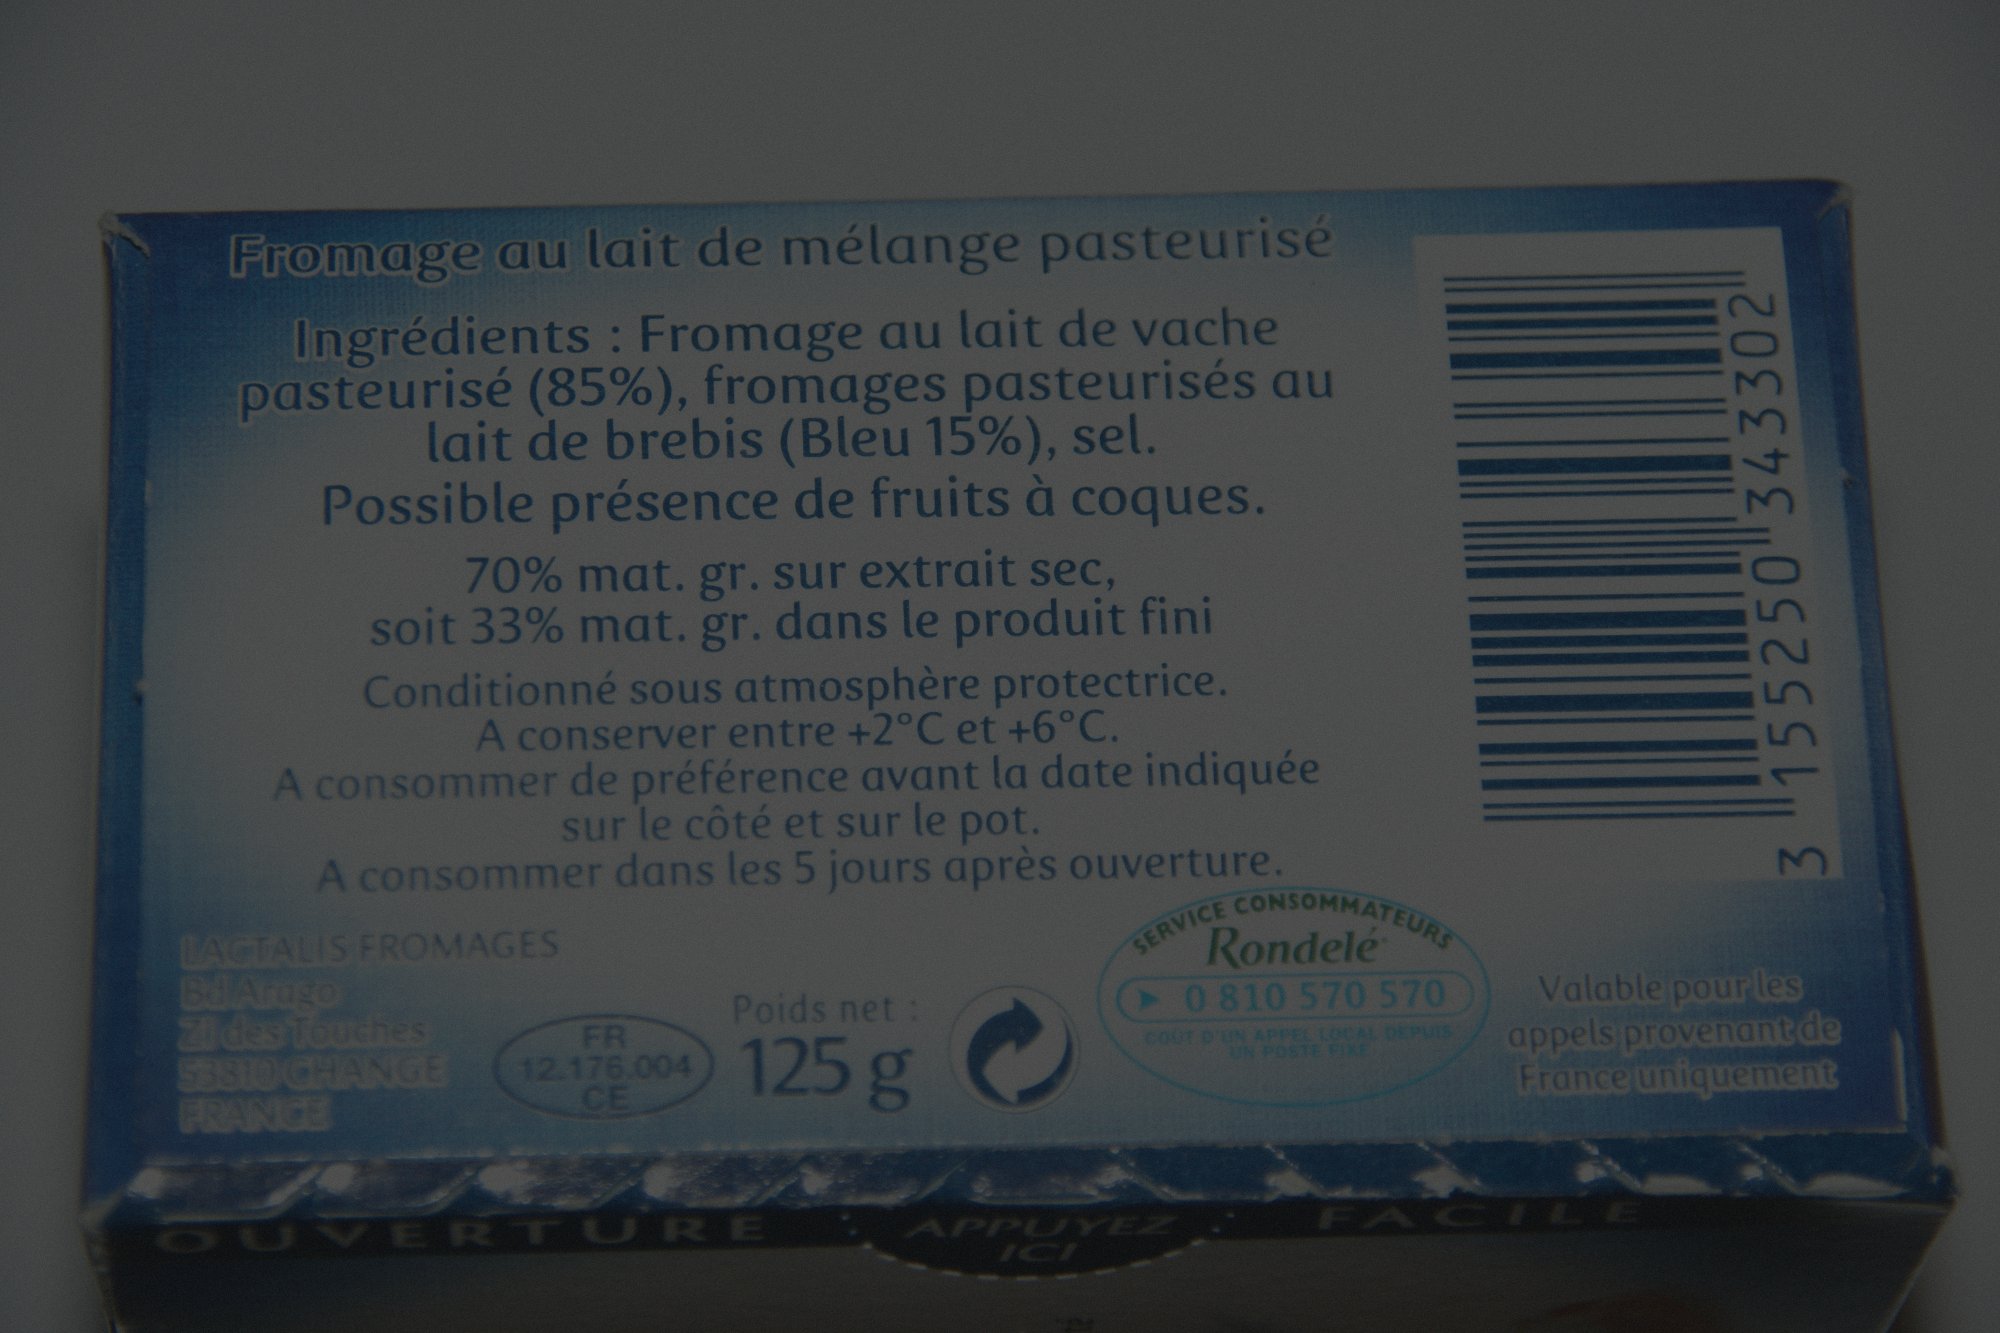 Fromage au lait de mélange pasteurisé
Ingrédients : Fromage au lait de vache
pasteurisé (85%), fromages pasteurisés au
lait de brebis (Bleu 15%), sel.
Possible présence de fruits à coques.
70% mat. gr. sur extrait sec,
soit 33% mat. gr. dans le produit fini
Conditionné sous atmosphère protectrice.
A conserver entre +2°C et +6°C.
A consommer de préférence avant la date indiquée
sur le côté et sur le pot.
A consommer dans les 5 jours après ouverture.
LACTALIS FROMAGES
Bd Arago
ZI des Touches
53810 CHANGE
FRANCE
FR
12.176.004
CE
Poids net :
125 g
SERVICE CONSOMMATEURS
Rondelé
0 810 570 570
COÛT D'UN APPEL LOCAL DEPUIS
UN POSTE FIXE
Valable pour les
appels provenant de
France uniquement
3 155250 343302
OUVERTURE
APPUYEZ
ICI
FACILE